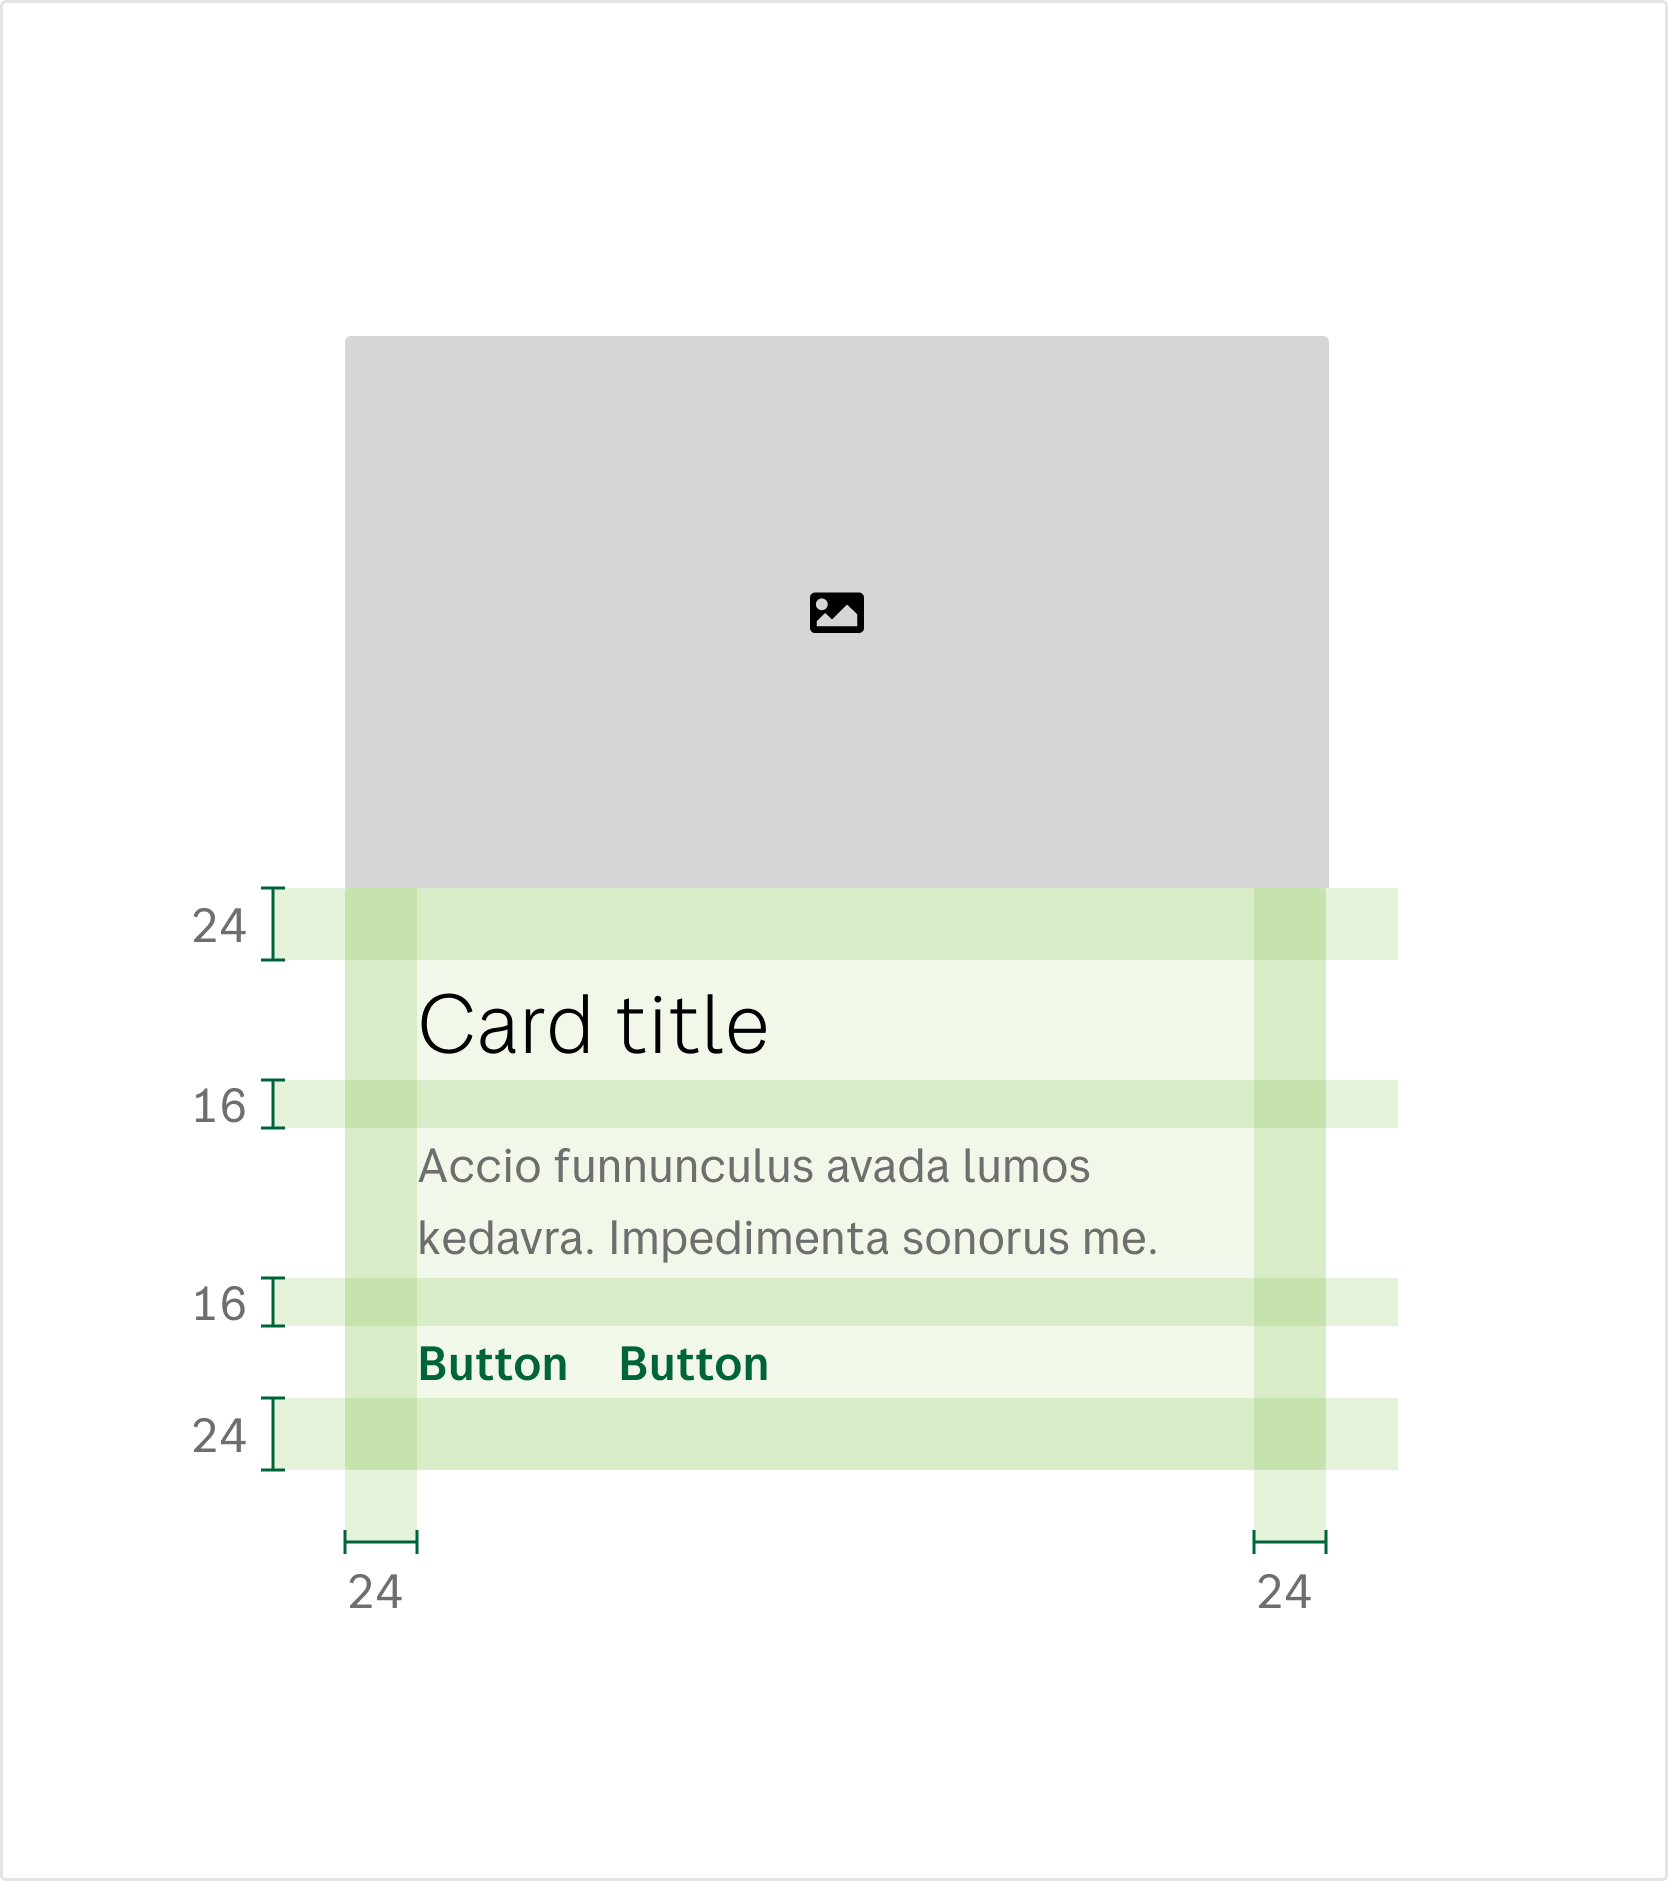 24
Card title
16
Accio funnunculus avada lumos
kedavra. Impedimenta sonorus me.
16
Button Button
24
24 24